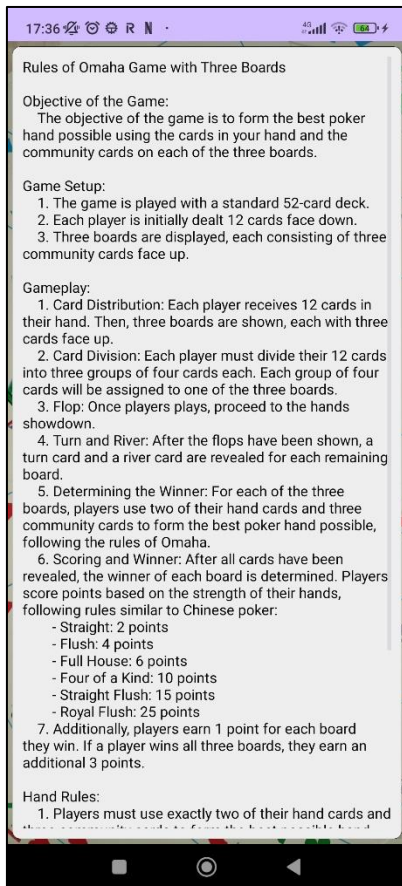 17:36 R N ·
4G 64
Rules of Omaha Game with Three Boards
Objective of the Game:
The objective of the game is to form the best poker
hand possible using the cards in your hand and the
community cards on each of the three boards.
Game Setup:
1. The game is played with a standard 52-card deck.
2. Each player is initially dealt 12 cards face down.
3. Three boards are displayed, each consisting of three
community cards face up.
Gameplay:
1. Card Distribution: Each player receives 12 cards in
their hand. Then, three boards are shown, each with three
cards face up.
2. Card Division: Each player must divide their 12 cards
into three groups of four cards each. Each group of four
cards will be assigned to one of the three boards.
3. Flop: Once players plays, proceed to the hands
showdown.
4. Turn and River: After the flops have been shown, a
turn card and a river card are revealed for each remaining
board.
5. Determining the Winner: For each of the three
boards, players use two of their hand cards and three
community cards to form the best poker hand possible,
following the rules of Omaha.
6. Scoring and Winner: After all cards have been
revealed, the winner of each board is determined. Players
score points based on the strength of their hands,
following rules similar to Chinese poker:
- Straight: 2 points
- Flush: 4 points
- Full House: 6 points
- Four of a Kind: 10 points
- Straight Flush: 15 points
- Royal Flush: 25 points
7. Additionally, players earn 1 point for each board
they win. If a player wins all three boards, they earn an
additional 3 points.
Hand Rules:
1. Players must use exactly two of their hand cards and